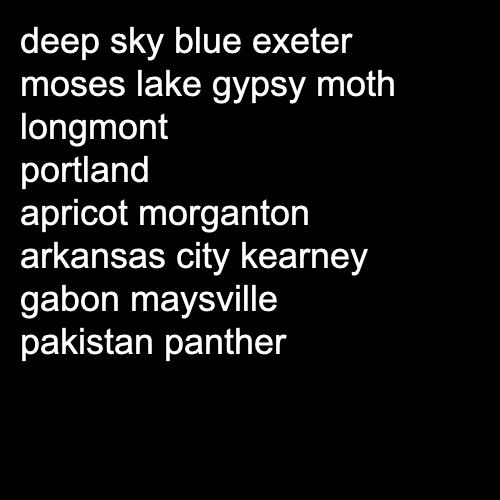 deep sky blue exeter
moses lake gypsy moth
longmont
portland
apricot morganton
arkansas city kearney
gabon maysville
pakistan panther